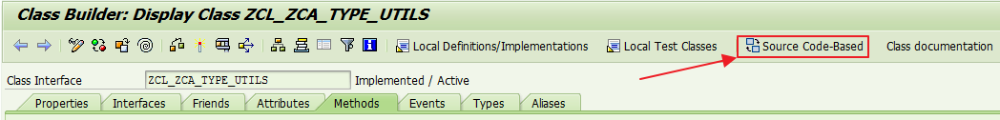 Class Builder: Display Class ZCL_ZCA_TYPE_UTILS
Local Definitions/Implementations Local Test Classes Source Code-Based Class documentation
Class Interface ZCL_ZCA_TYPE_UTILS Implemented / Active
Properties Interfaces Friends Attributes Methods Events Types Aliases